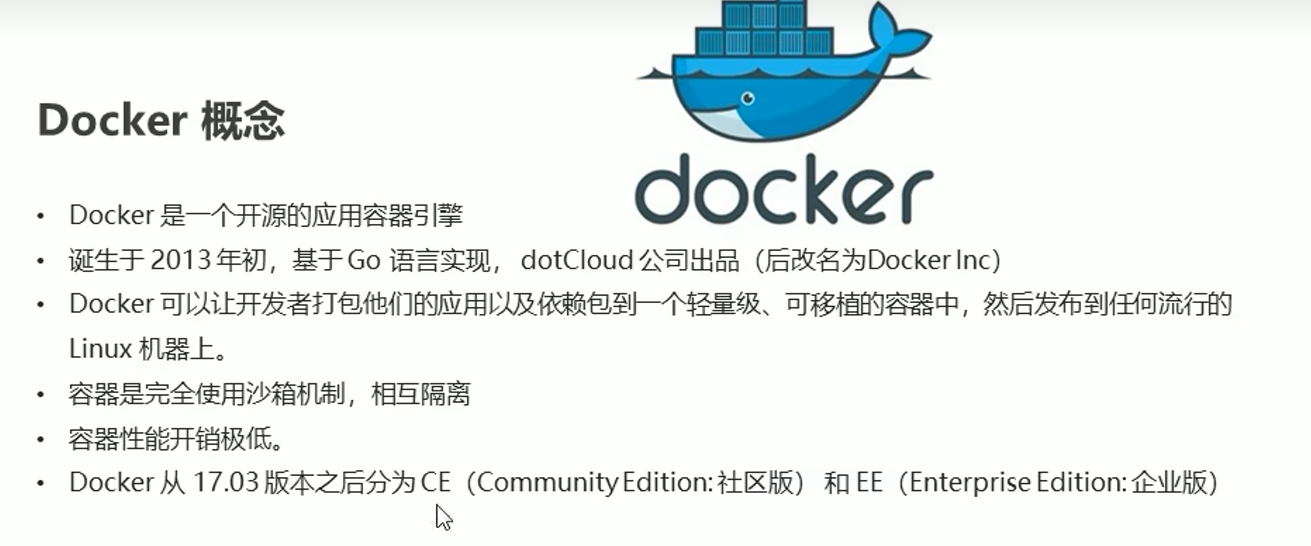 docker
Docker 概念
• Docker 是一个开源的应用容器引擎
• 诞生于 2013 年初，基于 Go 语言实现， dotCloud 公司出品（后改名为Docker Inc）
• Docker 可以让开发者打包他们的应用以及依赖包到一个轻量级、可移植的容器中，然后发布到任何流行的
Linux 机器上。
• 容器是完全使用沙箱机制，相互隔离
• 容器性能开销极低。
• Docker 从 17.03 版本之后分为 CE（Community Edition: 社区版） 和 EE（Enterprise Edition: 企业版）